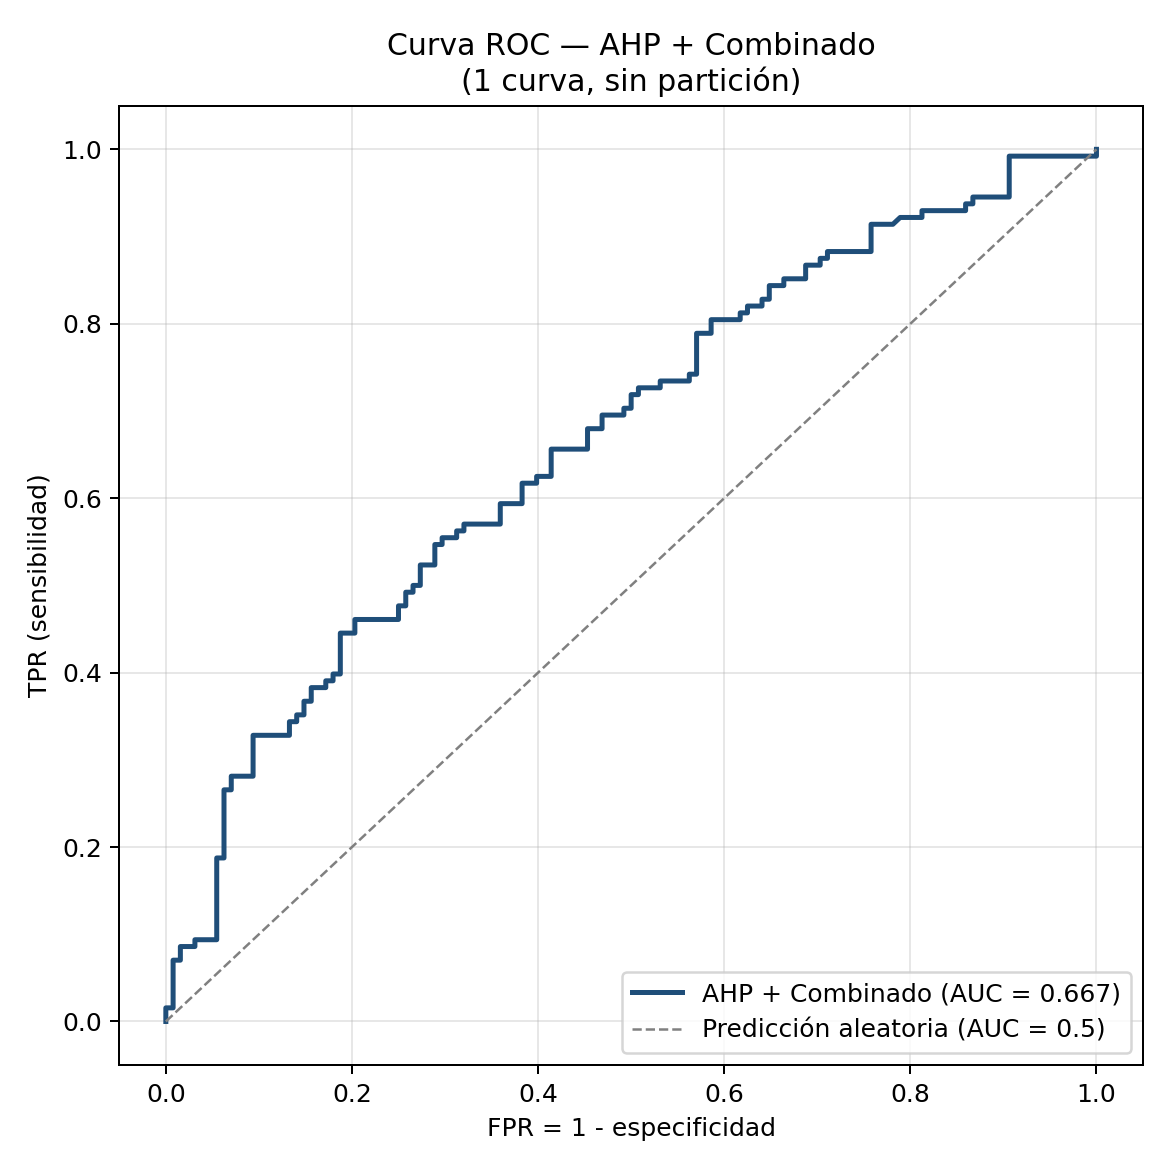 Curva ROC — AHP + Combinado
(1 curva, sin partición)
TPR (sensibilidad)
1.0
0.8
0.6
0.4
0.2
0.0
AHP + Combinado (AUC = 0.667)
Predicción aleatoria (AUC = 0.5)
0.0
0.2
0.4
0.6
0.8
1.0
FPR = 1 - especificidad